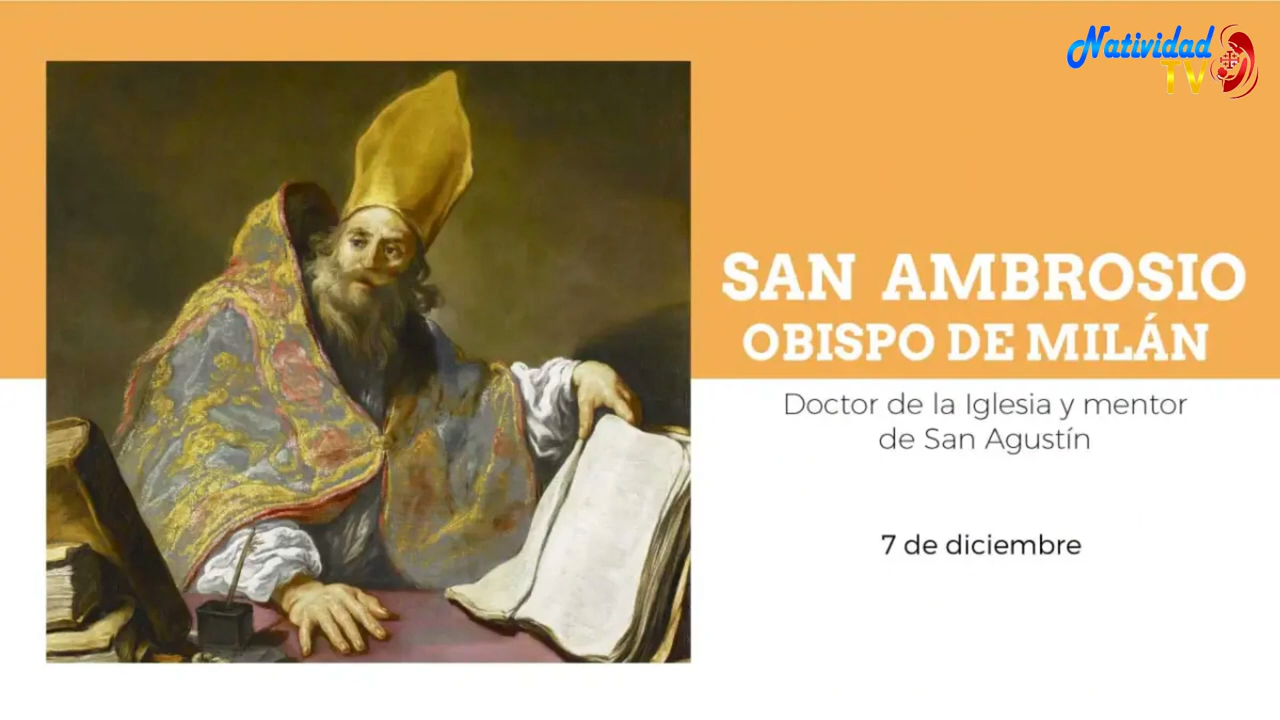 Natividad
TV
SAN AMBROSIO
OBISPO DE MILÁN
Doctor de la Iglesia y mentor
de San Agustín
7 de diciembre